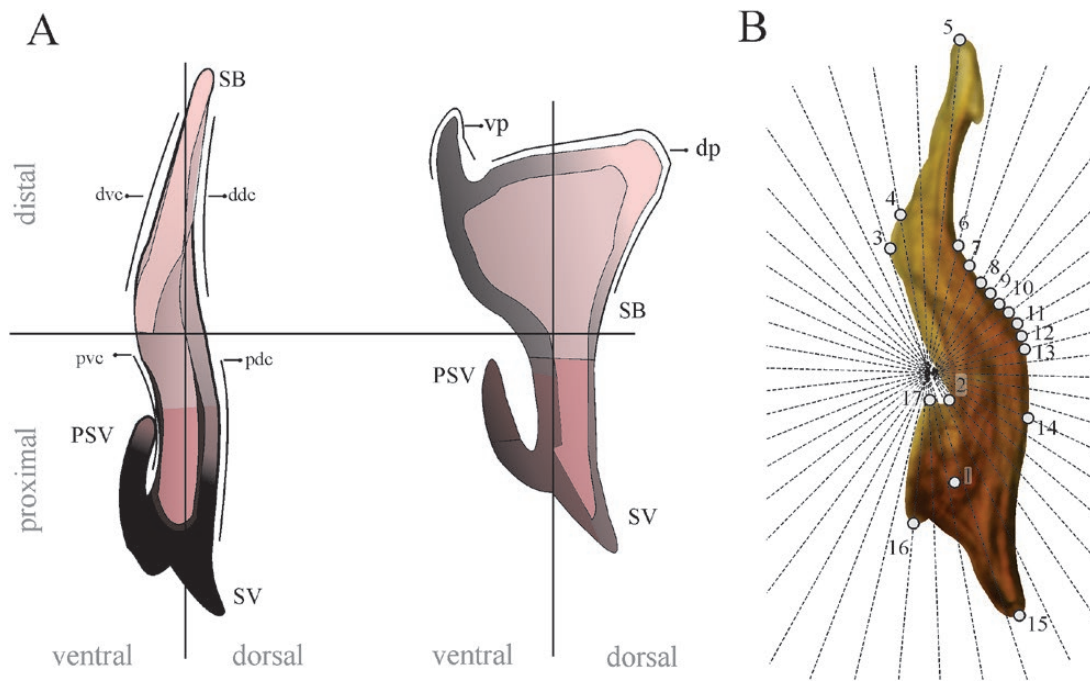 A
B
SB
dvc
ddc
distal
pvc
pdc
PSV
proximal
SV
ventral
dorsal
vp
dp
SB
PSV
SV
ventral
dorsal
5
4
3
6
7
8
9
10
11
12
13
2
17
14
1
16
15